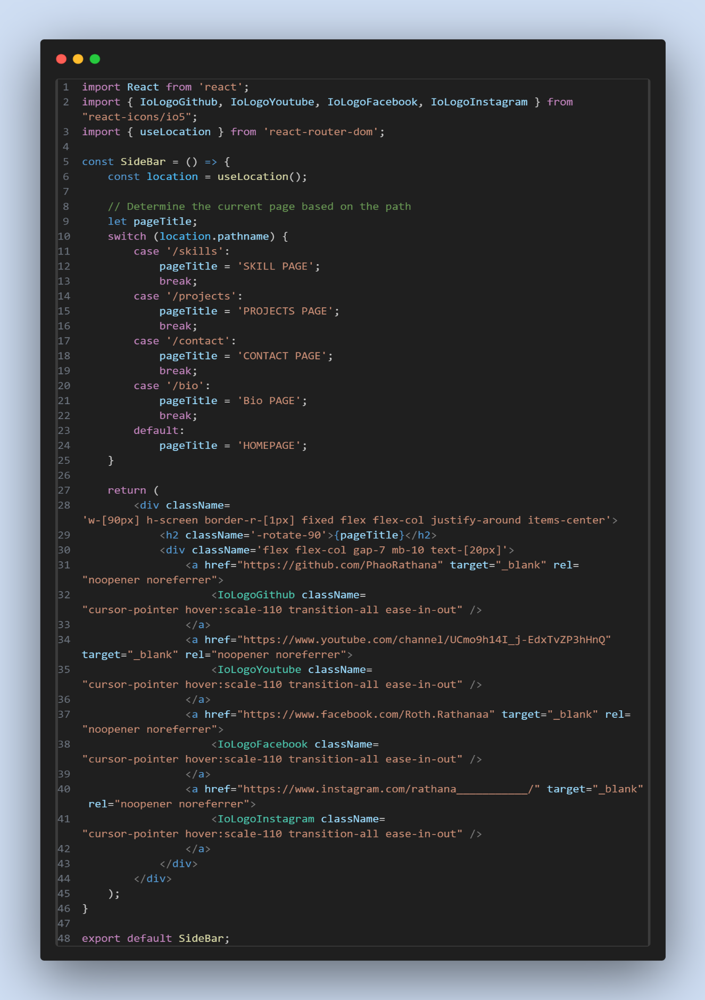 1 import React from 'react';
2 import { IoLogoGithub, IoLogoYoutube, IoLogoFacebook, IoLogoInstagram } from
"react-icons/io5";
3 import { useLocation } from 'react-router-dom';
4
5 const SideBar = () => {
6     const location = useLocation();
7
8     // Determine the current page based on the path
9     let pageTitle;
10     switch (location.pathname) {
11         case '/skills':
12             pageTitle = 'SKILL PAGE';
13             break;
14         case '/projects':
15             pageTitle = 'PROJECTS PAGE';
16             break;
17         case '/contact':
18             pageTitle = 'CONTACT PAGE';
19             break;
20         case '/bio':
21             pageTitle = 'Bio PAGE';
22             break;
23         default:
24             pageTitle = 'HOMEPAGE';
25     }
26
27     return (
28         <div className=
'w-[90px] h-screen border-r-[1px] fixed flex flex-col justify-around items-center'>
29             <h2 className='-rotate-90'>{pageTitle}</h2>
30             <div className='flex flex-col gap-7 mb-10 text-[20px]'>
31                 <a href="https://github.com/PhaoRathana" target="_blank" rel=
"noopener noreferrer">
32                     <IoLogoGithub className=
"cursor-pointer hover:scale-110 transition-all ease-in-out" />
33                 </a>
34                 <a href="https://www.youtube.com/channel/UCmo9h14I_j-EdxTvZP3hHnQ"
target="_blank" rel="noopener noreferrer">
35                     <IoLogoYoutube className=
"cursor-pointer hover:scale-110 transition-all ease-in-out" />
36                 </a>
37                 <a href="https://www.facebook.com/Roth.Rathanaa" target="_blank" rel=
"noopener noreferrer">
38                     <IoLogoFacebook className=
"cursor-pointer hover:scale-110 transition-all ease-in-out" />
39                 </a>
40                 <a href="https://www.instagram.com/rathana___________/" target="_blank"
rel="noopener noreferrer">
41                     <IoLogoInstagram className=
"cursor-pointer hover:scale-110 transition-all ease-in-out" />
42                 </a>
43             </div>
44         </div>
45     );
46 }
47
48 export default SideBar;